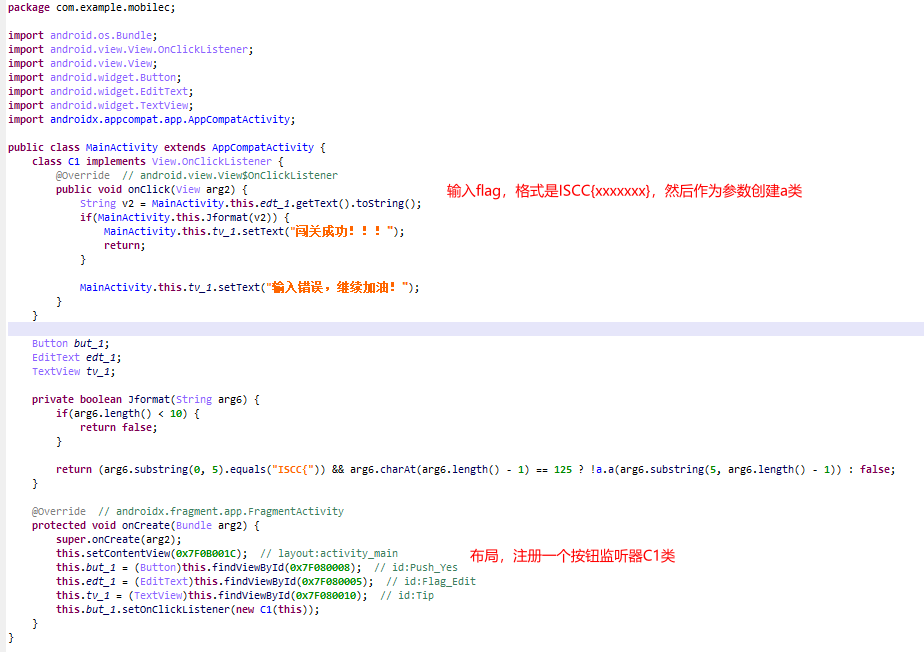 package com.example.mobilec;
import android.os.Bundle;
import android.view.View.OnClickListener;
import android.view.View;
import android.widget.Button;
import android.widget.EditText;
import android.widget.TextView;
import androidx.appcompat.app.AppCompatActivity;
public class MainActivity extends AppCompatActivity {
    class C1 implements View.OnClickListener {
        @Override  // android.view.View$OnClickListener
        public void onClick(View arg2) {
            String v2 = MainActivity.this.edt_1.getText().toString();
            if(MainActivity.this.Jformat(v2)) {
                MainActivity.this.tv_1.setText("闯关成功！！！");
                return;
            }
            MainActivity.this.tv_1.setText("输入错误，继续加油！");
        }
    }
输入flag，格式是ISCC{xxxxxxx}，然后作为参数创建a类
    Button but_1;
    EditText edt_1;
    TextView tv_1;
    private boolean Jformat(String arg6) {
        if(arg6.length() < 10) {
            return false;
        }
        return (arg6.substring(0, 5).equals("ISCC{")) && arg6.charAt(arg6.length() - 1) == 125 ? !a.a(arg6.substring(5, arg6.length() - 1)) : false;
    }
    @Override  // androidx.fragment.app.FragmentActivity
    protected void onCreate(Bundle arg2) {
        super.onCreate(arg2);
        this.setContentView(0x7F0B001C);  // layout:activity_main
        this.but_1 = (Button)this.findViewById(0x7F080008);  // id:Push_Yes
        this.edt_1 = (EditText)this.findViewById(0x7F080005);  // id:Flag_Edit
        this.tv_1 = (TextView)this.findViewById(0x7F080010);  // id:Tip
        this.but_1.setOnClickListener(new C1(this));
    }
}
布局，注册一个按钮监听器C1类